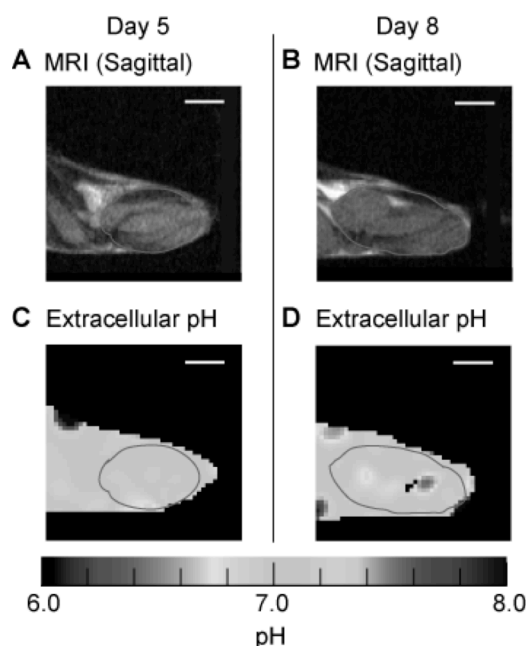 Day 5 Day 8
A MRI (Sagittal) B MRI (Sagittal)
C Extracellular pH D Extracellular pH
6.0 7.0 8.0
pH